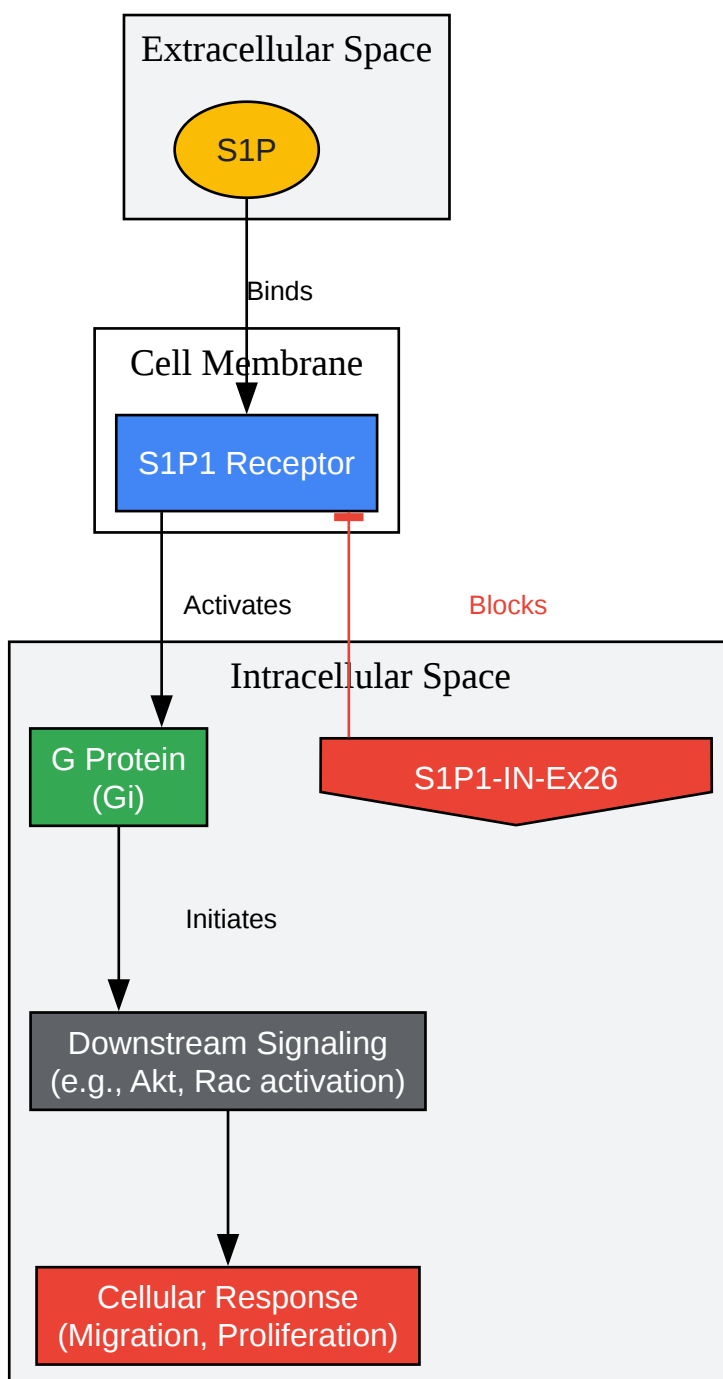 Extracellular Space
S1P
Binds
Cell Membrane
S1P1 Receptor
Activates
Blocks
Intracellular Space
G Protein
(Gi)
S1P1-IN-Ex26
Initiates
Downstream Signaling
(e.g., Akt, Rac activation)
Cellular Response
(Migration, Proliferation)